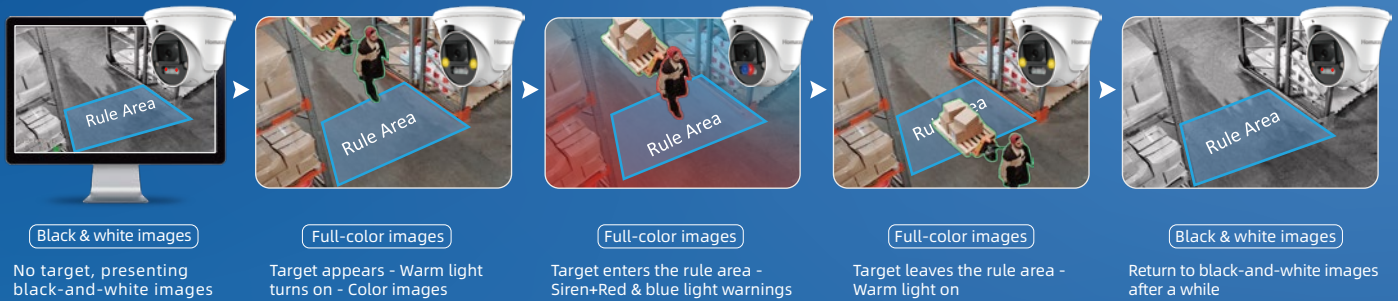 Rule Area
Rule Area
Rule Area
Rule Area
Black & white images
Full-color images
Full-color images
Full-color images
Black & white images
No target, presenting
black-and-white images
Target appears - Warm light
turns on - Color images
Target enters the rule area -
Siren+Red & blue light warnings
Target leaves the rule area -
Warm light on
Return to black-and-white images
after a while